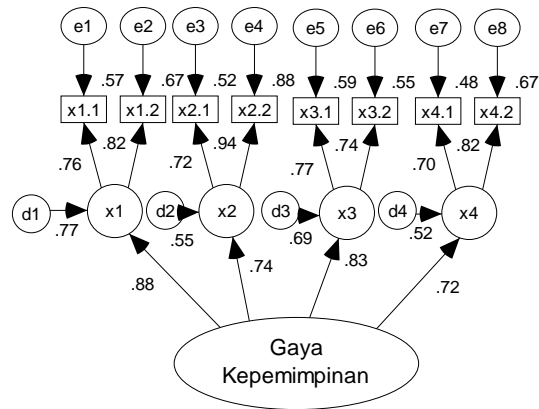 e1 e2 e3 e4 e5 e6 e7 e8
.57 .67 .52 .88 .59 .55 .48 .67
x1.1 x1.2 x2.1 x2.2 x3.1 x3.2 x4.1 x4.2
.76 .82 .72 .94 .77 .74 .70 .82
d1 x1 d2 x2 d3 x3 d4 x4
.77 .55 .69 .52
.88 .74 .83 .72
Gaya
Kepemimpinan